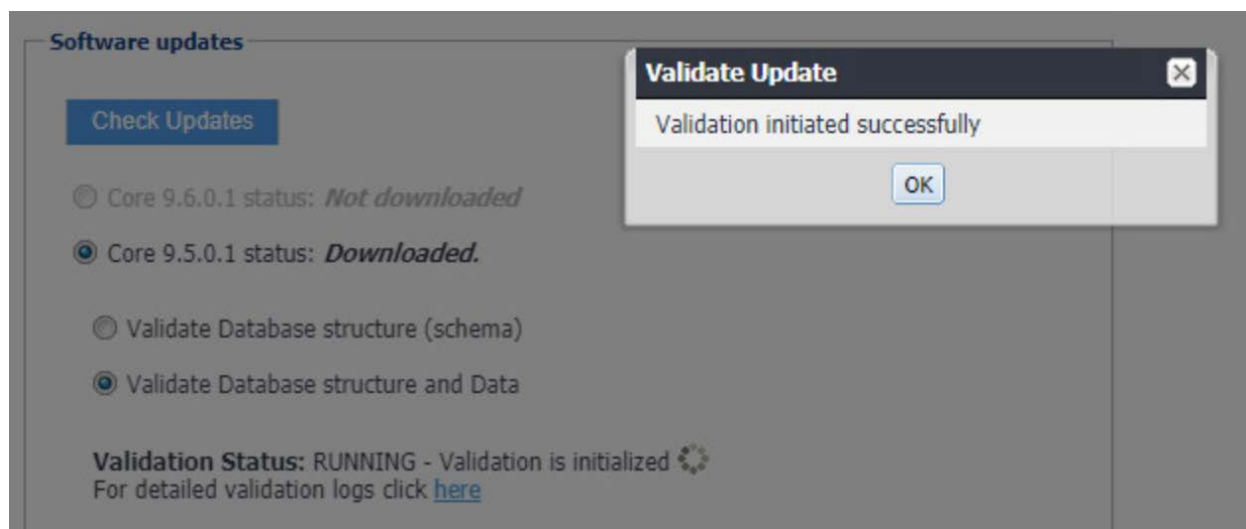 Software updates
Validate Update
Validation initiated successfully
OK
Check Updates
Core 9.6.0.1 status: Not downloaded
Core 9.5.0.1 status: Downloaded.
Validate Database structure (schema)
Validate Database structure and Data
Validation Status: RUNNING - Validation is initialized
For detailed validation logs click here